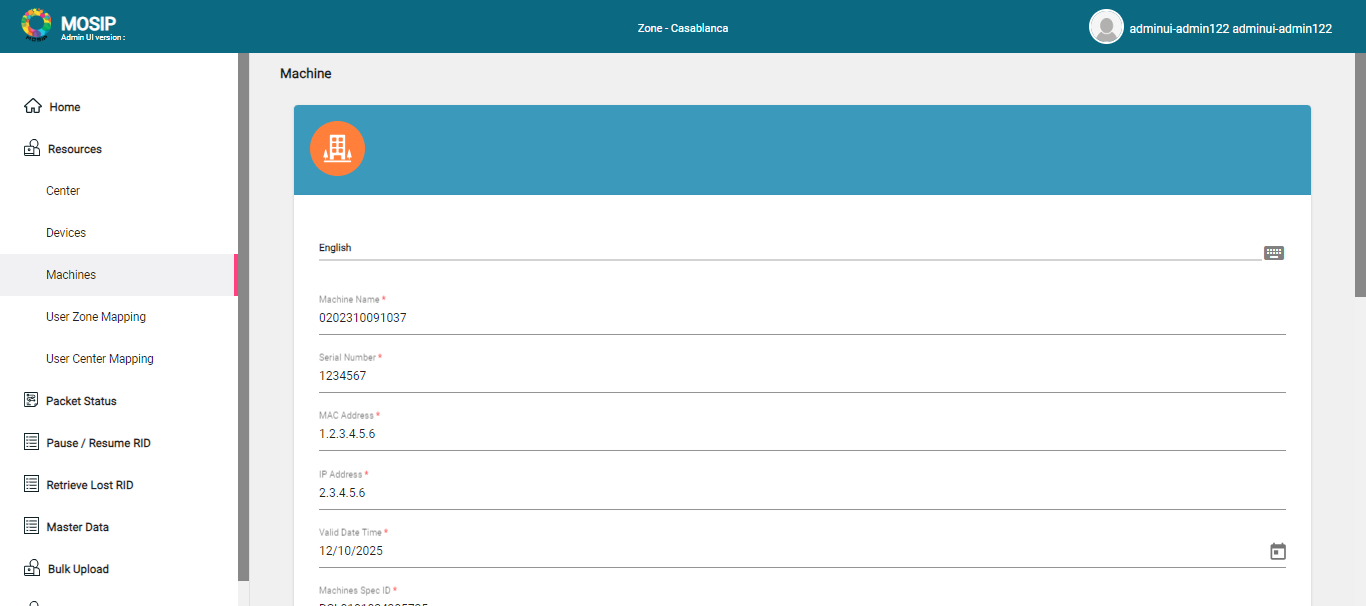 MOSIP
Admin UI version :
Zone - Casablanca
adminui-admin122 adminui-admin122
Home
Resources
Center
Devices
Machines
User Zone Mapping
User Center Mapping
Packet Status
Pause / Resume RID
Retrieve Lost RID
Master Data
Bulk Upload
Machine
English
Machine Name *
0202310091037
Serial Number *
1234567
MAC Address *
1.2.3.4.5.6
IP Address *
2.3.4.5.6
Valid Date Time *
12/10/2025
Machines Spec ID *